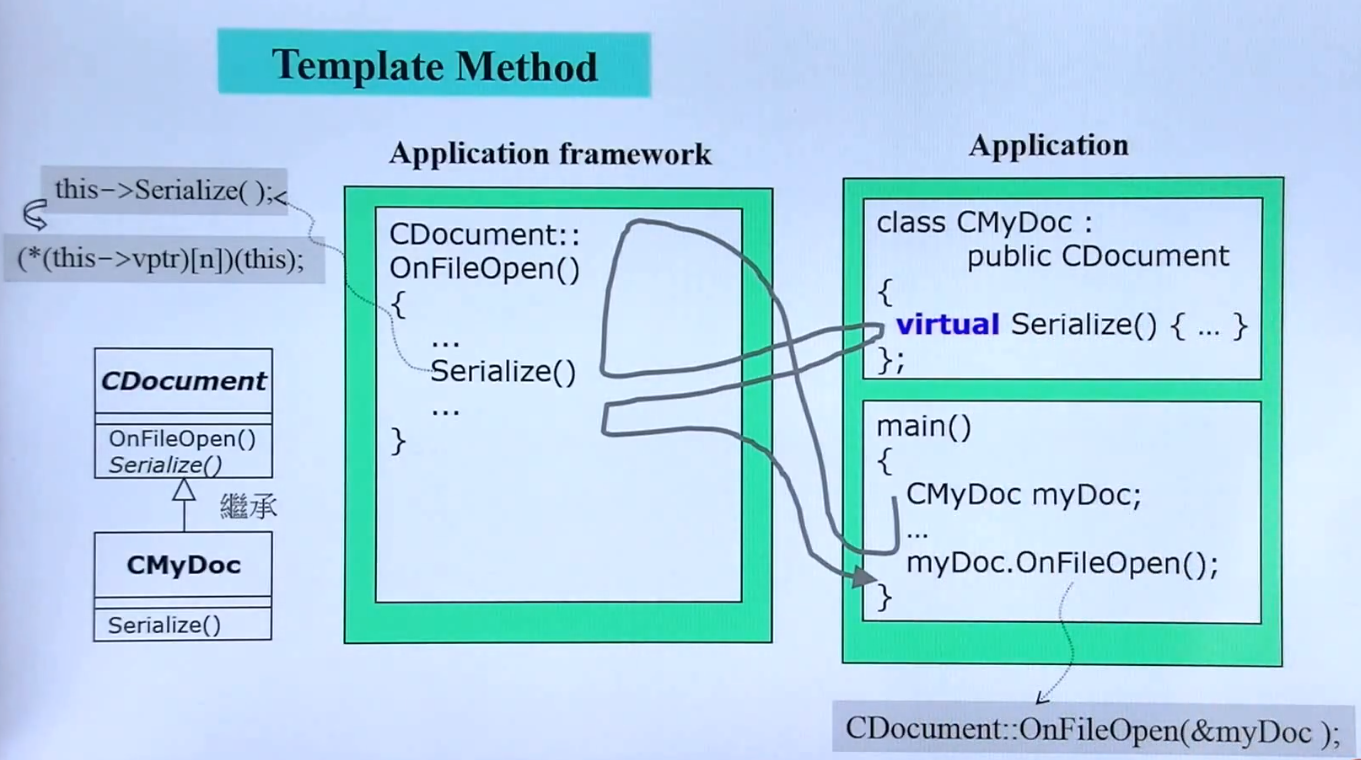 Template Method
Application framework
Application
this->Serialize( );
(*(this->vptr)[n])(this);
CDocument
OnFileOpen()
Serialize()
繼承
CMyDoc
Serialize()
CDocument::
OnFileOpen()
{
...
Serialize()
...
}
class CMyDoc :
public CDocument
{
virtual Serialize() { ... }
};
main()
{
CMyDoc myDoc;
...
myDoc.OnFileOpen();
}
CDocument::OnFileOpen(&myDoc );